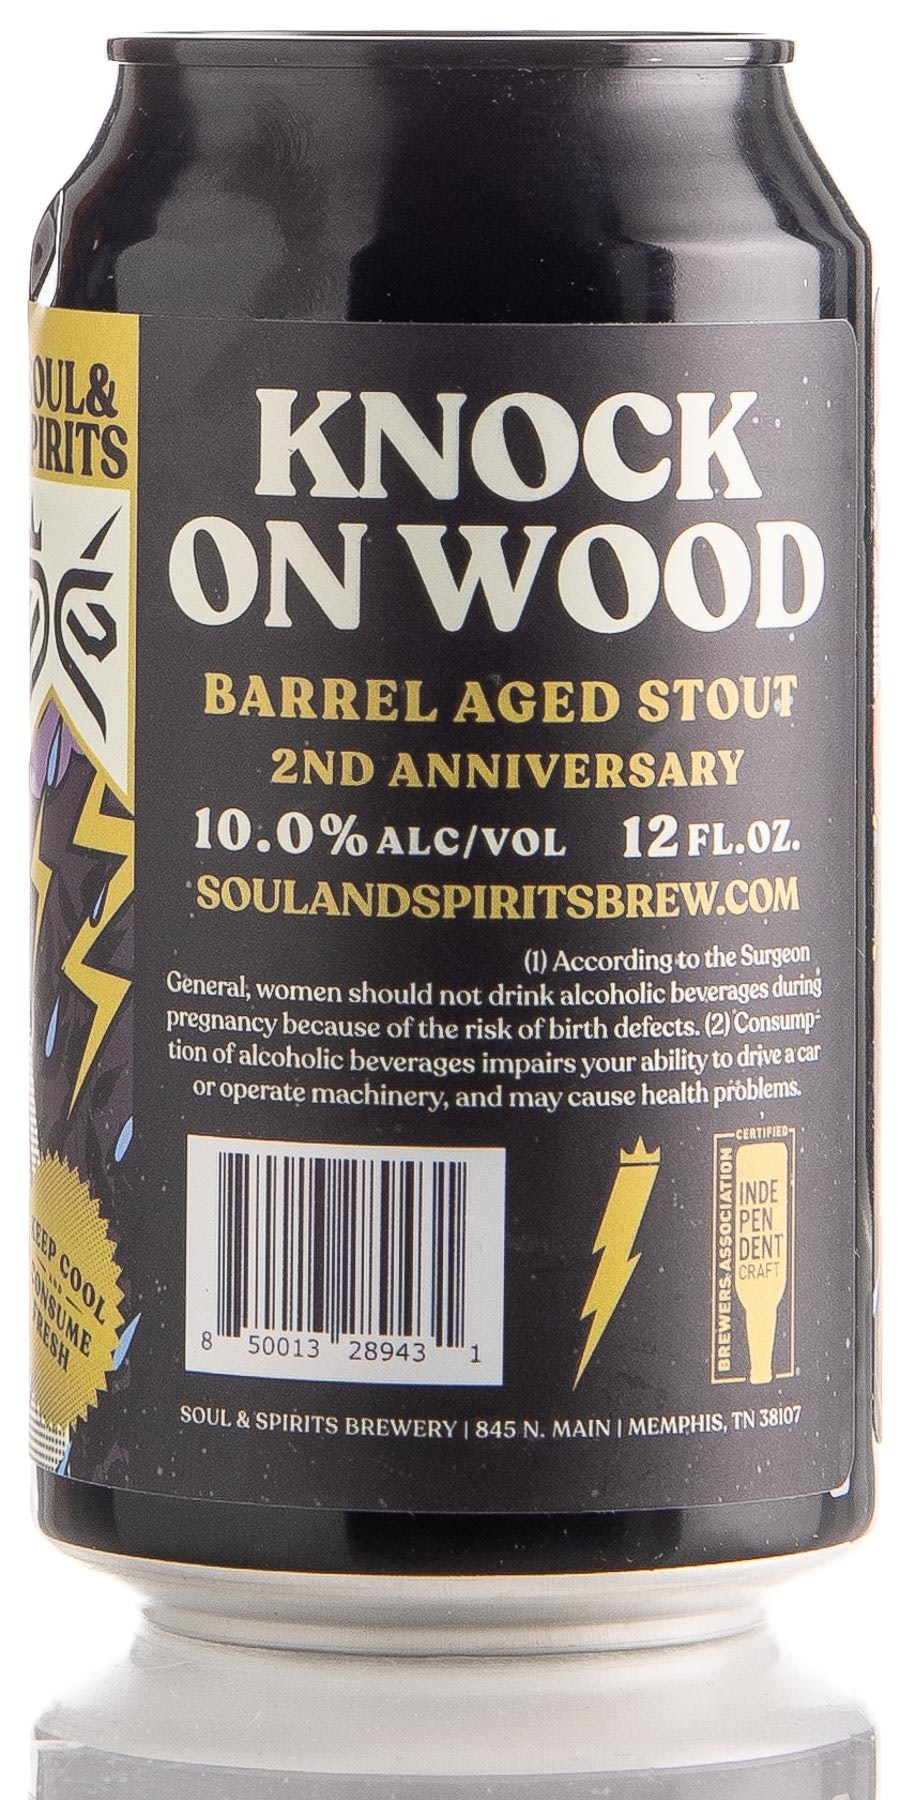 OUL&
PIRITS
KNOCK
ON WOOD
BARREL AGED STOUT
2ND ANNIVERSARY
10.0% ALC/VOL 12 FL.OZ.
SOULANDSPIRITSBREW.COM
(1) According to the Surgeon
General, women should not drink alcoholic beverages during
pregnancy because of the risk of birth defects. (2) Consump-
tion of alcoholic beverages impairs your ability to drive a car
or operate machinery, and may cause health problems.
KEEP COOL
AND
CONSUME
FRESH
8 50013 28943 1
CERTIFIED
BREWERS ASSOCIATION
INDE
PEN
DENT
CRAFT
SOUL & SPIRITS BREWERY | 845 N. MAIN | MEMPHIS, TN 38107